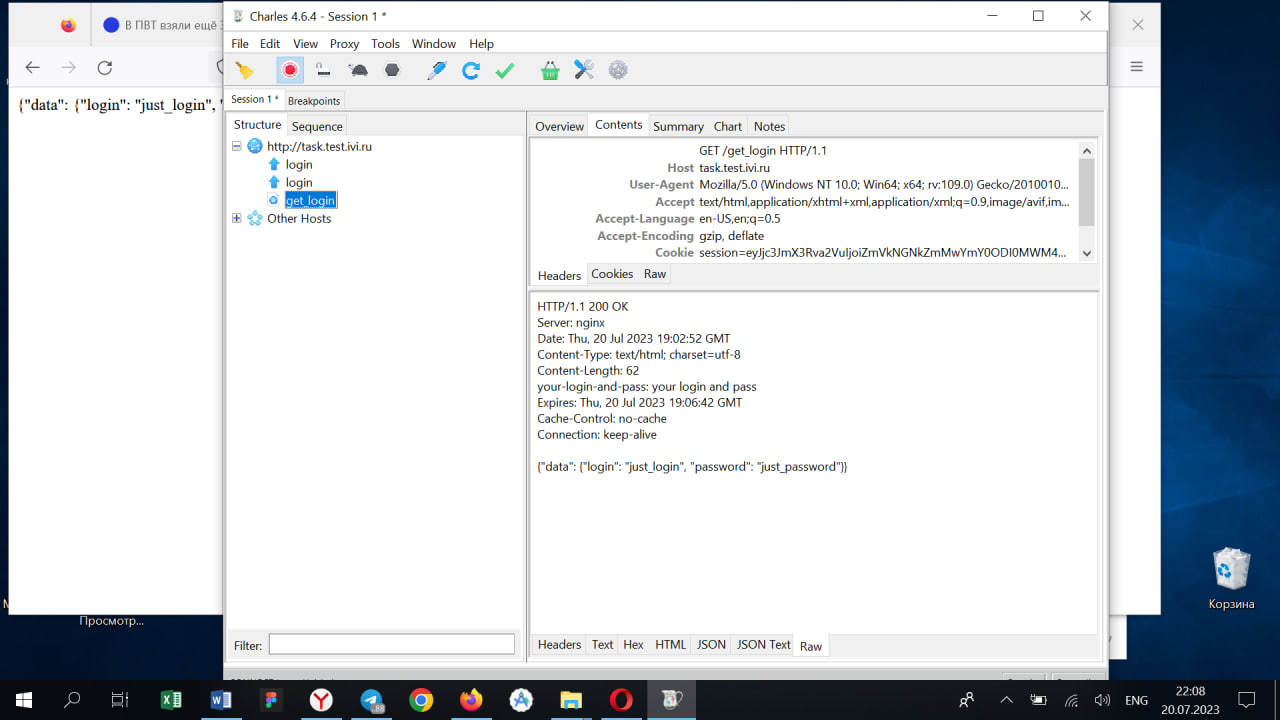 Charles 4.6.4 - Session 1 *
В ПВТ взяли ещё
File Edit View Proxy Tools Window Help
{"data": {"login": "just_login",
Session 1 * Breakpoints
Structure Sequence
http://task.test.ivi.ru
login
login
get_login
Other Hosts
Filter:
Overview Contents Summary Chart Notes
GET /get_login HTTP/1.1
Host task.test.ivi.ru
User-Agent Mozilla/5.0 (Windows NT 10.0; Win64; x64; rv:109.0) Gecko/2010010...
Accept text/html,application/xhtml+xml,application/xml;q=0.9,image/avif,im...
Accept-Language en-US,en;q=0.5
Accept-Encoding gzip, deflate
Cookie session=eyJjc3JmX3Rva2VuIjoiZmVkNGNkZmMwYmY0ODI0MWM4...
Headers Cookies Raw
HTTP/1.1 200 OK
Server: nginx
Date: Thu, 20 Jul 2023 19:02:52 GMT
Content-Type: text/html; charset=utf-8
Content-Length: 62
your-login-and-pass: your login and pass
Expires: Thu, 20 Jul 2023 19:06:42 GMT
Cache-Control: no-cache
Connection: keep-alive
{"data": {"login": "just_login", "password": "just_password"}}
Headers Text Hex HTML JSON JSON Text Raw
Просмотр...
Корзина
88
ENG
22:08
20.07.2023